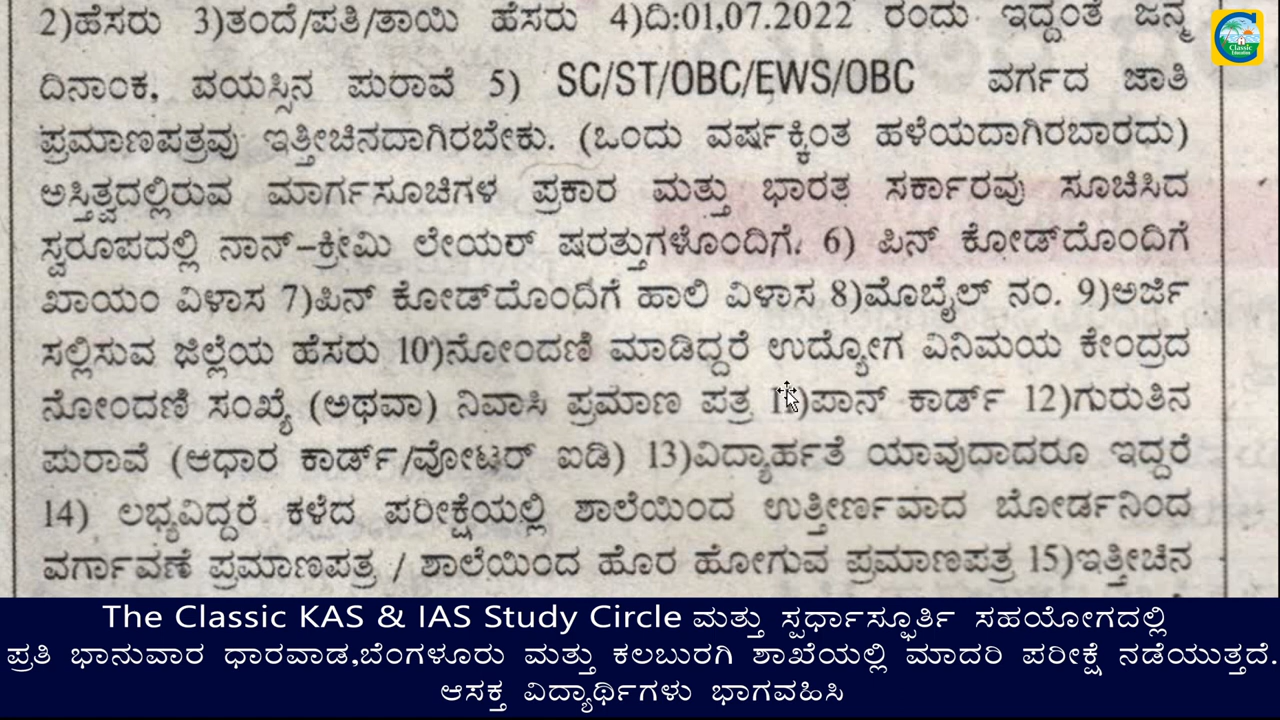 2)ಹೆಸರು 3)ತಂದೆ/ಪತಿ/ತಾಯಿ ಹೆಸರು 4)ದಿ:01,07.2022 ರಂದು ಇದ್ದಂತೆ ಜನ್ಮ
Classic
ದಿನಾಂಕ, ವಯಸ್ಸಿನ ಪುರಾವೆ 5) SC/ST/OBC/EWS/OBC ವರ್ಗದ ಜಾತಿ
ಪ್ರಮಾಣಪತ್ರವು ಇತ್ತೀಚಿನದಾಗಿರಬೇಕು. (ಒಂದು ವರ್ಷಕ್ಕಿಂತ ಹಳೆಯದಾಗಿರಬಾರದು)
ಅಸ್ತಿತ್ವದಲ್ಲಿರುವ ಮಾರ್ಗಸೂಚಿಗಳ ಪ್ರಕಾರ ಮತ್ತು ಭಾರತ ಸರ್ಕಾರವು ಸೂಚಿಸಿದ
ಸ್ವರೂಪದಲ್ಲಿ ನಾನ್-ಕ್ರೀಮಿ ಲೇಯರ್ ಷರತ್ತುಗಳೊಂದಿಗೆ. 6) ಪಿನ್ ಕೋಡ್‌ದೊಂದಿಗೆ
ಖಾಯಂ ವಿಳಾಸ 7)ಪಿನ್ ಕೋಡ್‌ದೊಂದಿಗೆ ಹಾಲಿ ವಿಳಾಸ 8)ಮೊಬೈಲ್ ನಂ. 9)ಅರ್ಜಿ
ಸಲ್ಲಿಸುವ ಜಿಲ್ಲೆಯ ಹೆಸರು 10)ನೋಂದಣಿ ಮಾಡಿದ್ದರೆ ಉದ್ಯೋಗ ವಿನಿಮಯ ಕೇಂದ್ರದ
ನೋಂದಣಿ ಸಂಖ್ಯೆ (ಅಥವಾ) ನಿವಾಸಿ ಪ್ರಮಾಣ ಪತ್ರ 11)ಪಾನ್ ಕಾರ್ಡ್ 12)ಗುರುತಿನ
ಪುರಾವೆ (ಆಧಾರ ಕಾರ್ಡ್/ವೋಟರ್ ಐಡಿ) 13)ವಿದ್ಯಾರ್ಹತೆ ಯಾವುದಾದರೂ ಇದ್ದರೆ
14) ಲಭ್ಯವಿದ್ದರೆ ಕಳೆದ ಪರೀಕ್ಷೆಯಲ್ಲಿ ಶಾಲೆಯಿಂದ ಉತ್ತೀರ್ಣವಾದ ಬೋರ್ಡನಿಂದ
ವರ್ಗಾವಣೆ ಪ್ರಮಾಣಪತ್ರ / ಶಾಲೆಯಿಂದ ಹೊರ ಹೋಗುವ ಪ್ರಮಾಣಪತ್ರ 15)ಇತ್ತೀಚಿನ
The Classic KAS & IAS Study Circle ಮತ್ತು ಸ್ಪರ್ಧಾಸ್ಫೂರ್ತಿ ಸಹಯೋಗದಲ್ಲಿ
ಪ್ರತಿ ಭಾನುವಾರ ಧಾರವಾಡ,ಬೆಂಗಳೂರು ಮತ್ತು ಕಲಬುರಗಿ ಶಾಖೆಯಲ್ಲಿ ಮಾದರಿ ಪರೀಕ್ಷೆ ನಡೆಯುತ್ತದೆ.
ಆಸಕ್ತ ವಿದ್ಯಾರ್ಥಿಗಳು ಭಾಗವಹಿಸಿ